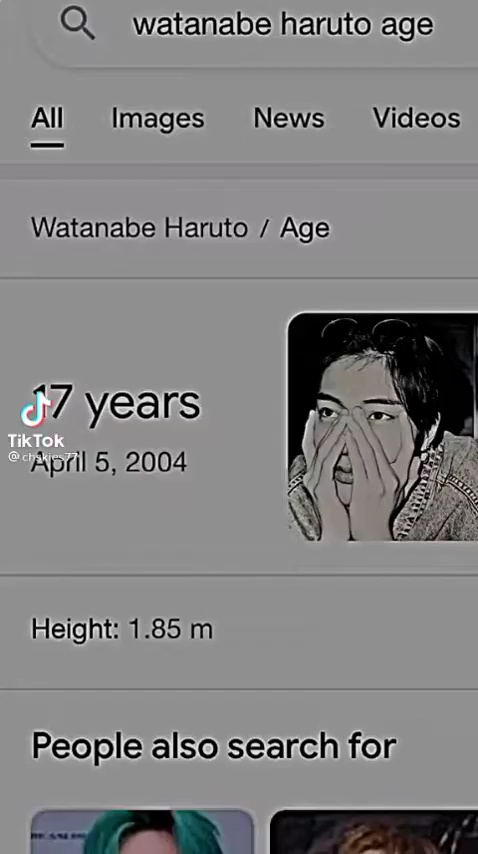 watanabe haruto age
All Images News Videos
Watanabe Haruto / Age
17 years
TikTok
@chskies77
April 5, 2004
Height: 1.85 m
People also search for